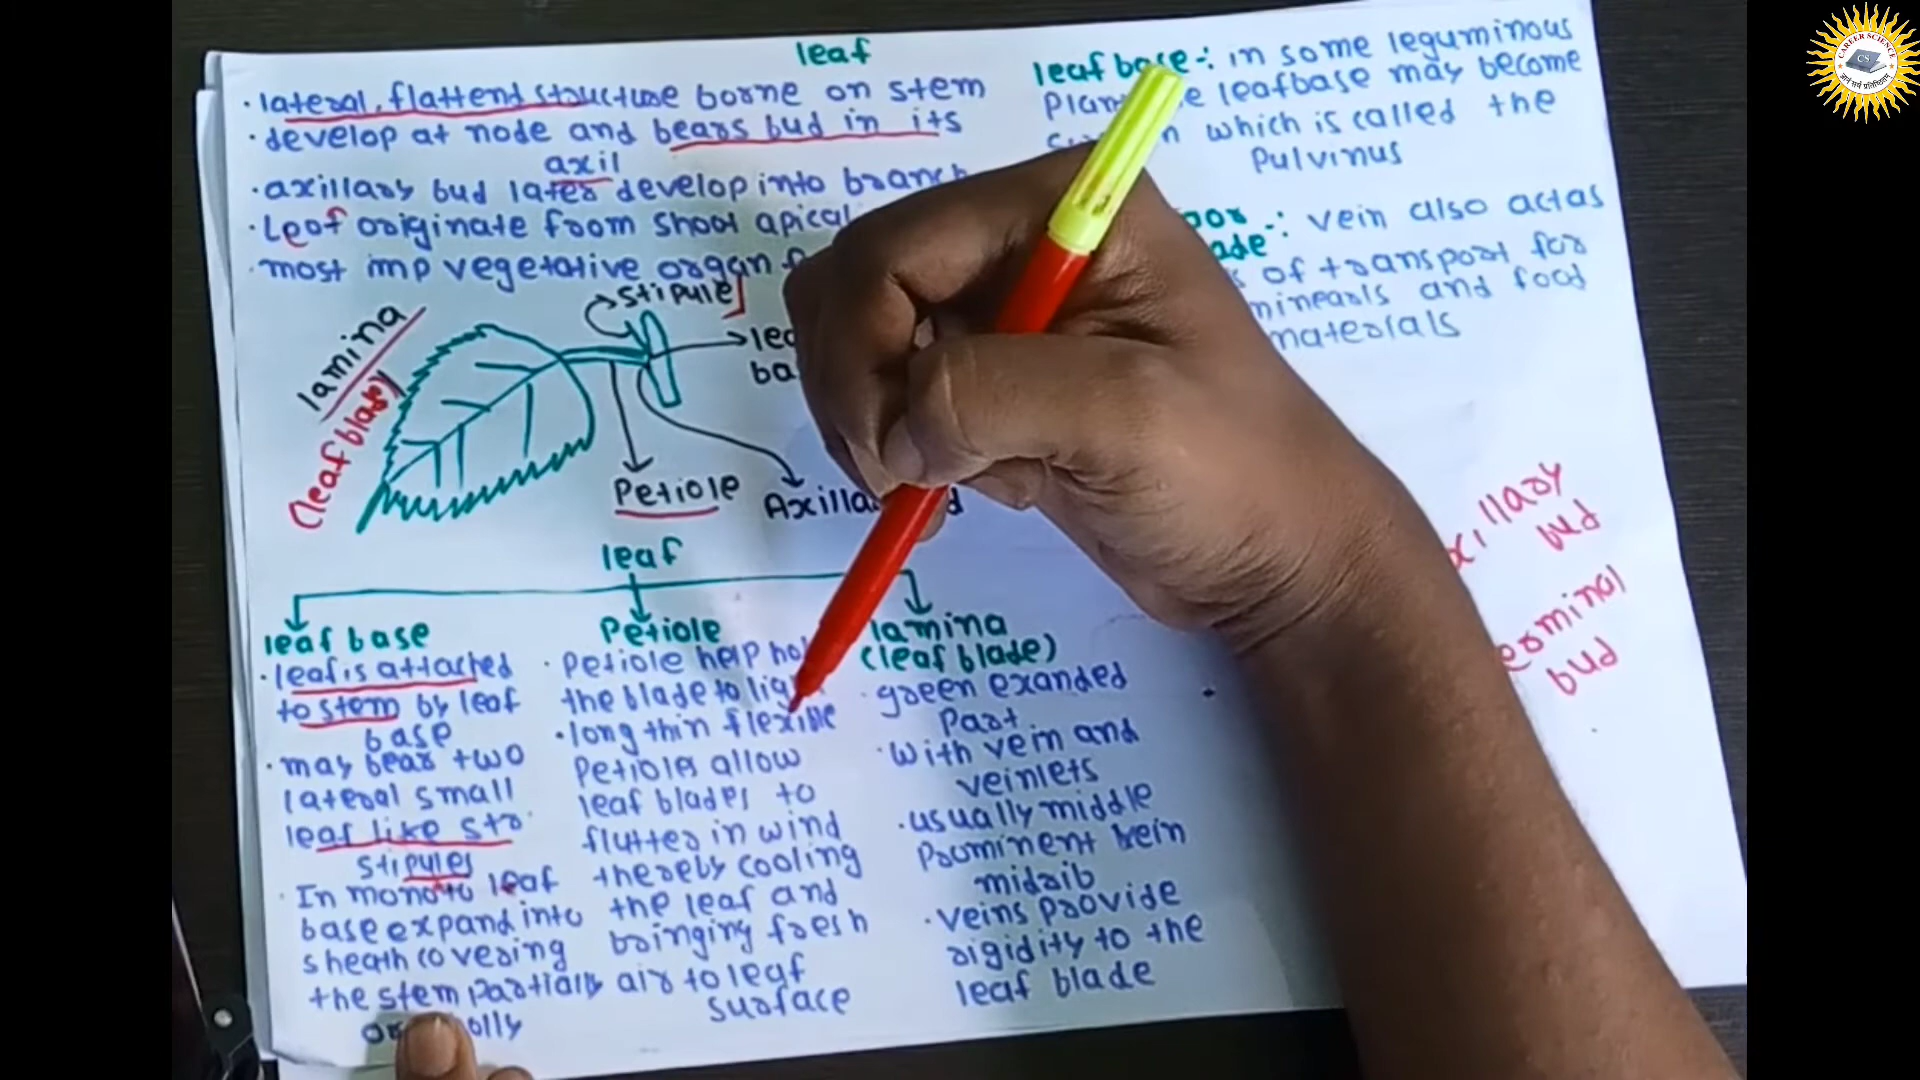 leaf
· lateral, flattend structure borne on stem
· develop at node and bears bud in its
axil
· axillary bud later develop into branch
· Leaf originate from shoot apical
· most imp vegetative organ
stipule
lamina
(leaf blade)
Petiole
leaf
leaf base
· leaf is attached
to stem by leaf
base
· may bear two
lateral small
leaf like str.
stipules
· In monoto leaf
base expand into
sheath covering
the stem partially
Petiole
· Petiole help
the blade to
· long thin flexible
Petioles allow
leaf blades to
flutter in wind
thereby cooling
the leaf and
bringing fresh
air to leaf
surface
lamina
(leaf blade)
· green exanded
Part
· with vein and
veinlets
· usually middle
Prominent vein
midrib
· veins provide
rigidity to the
leaf blade
leaf base-: in some leguminous
leafbase may become
which is called the
Pulvinus
-: vein also act as
of transport for
minearls and food
materials
bud
bud
CAREER SCIENCE
CS